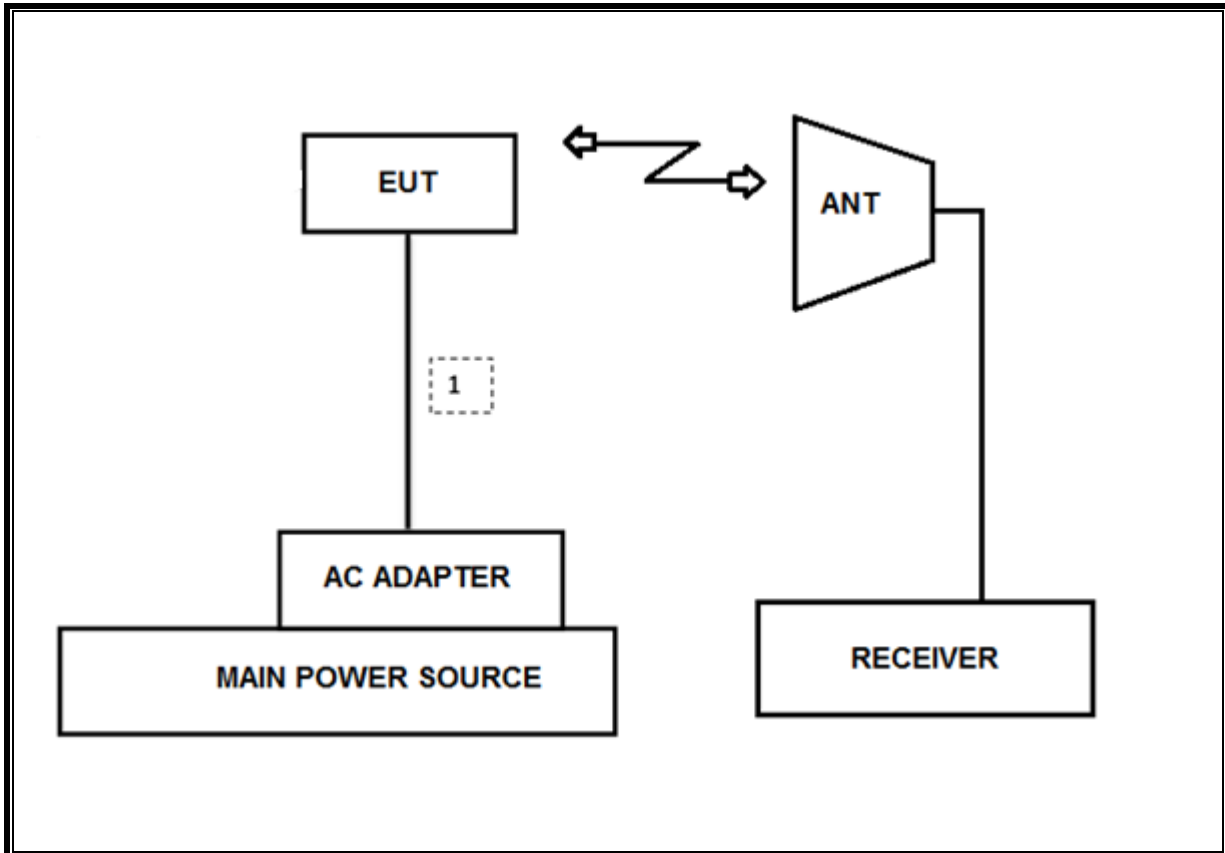 EUT
ANT
1
AC ADAPTER
MAIN POWER SOURCE
RECEIVER